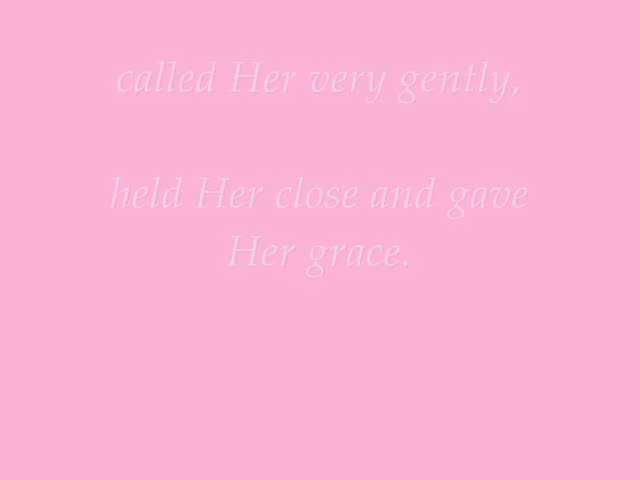 called Her very gently,
held Her close and gave
Her grace.